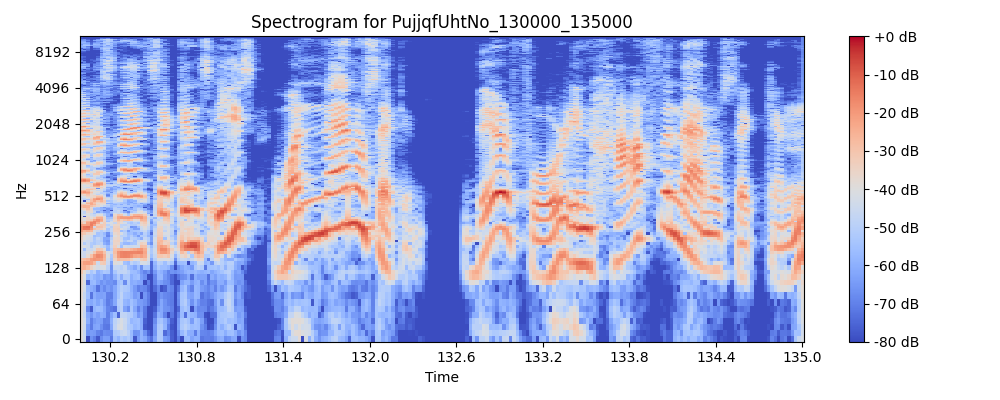 Spectrogram for PujjqfUhtNo_130000_135000
8192
4096
2048
1024
512
256
128
64
0
Hz
130.2 130.8 131.4 132.0 132.6 133.2 133.8 134.4 135.0
Time
+0 dB
-10 dB
-20 dB
-30 dB
-40 dB
-50 dB
-60 dB
-70 dB
-80 dB